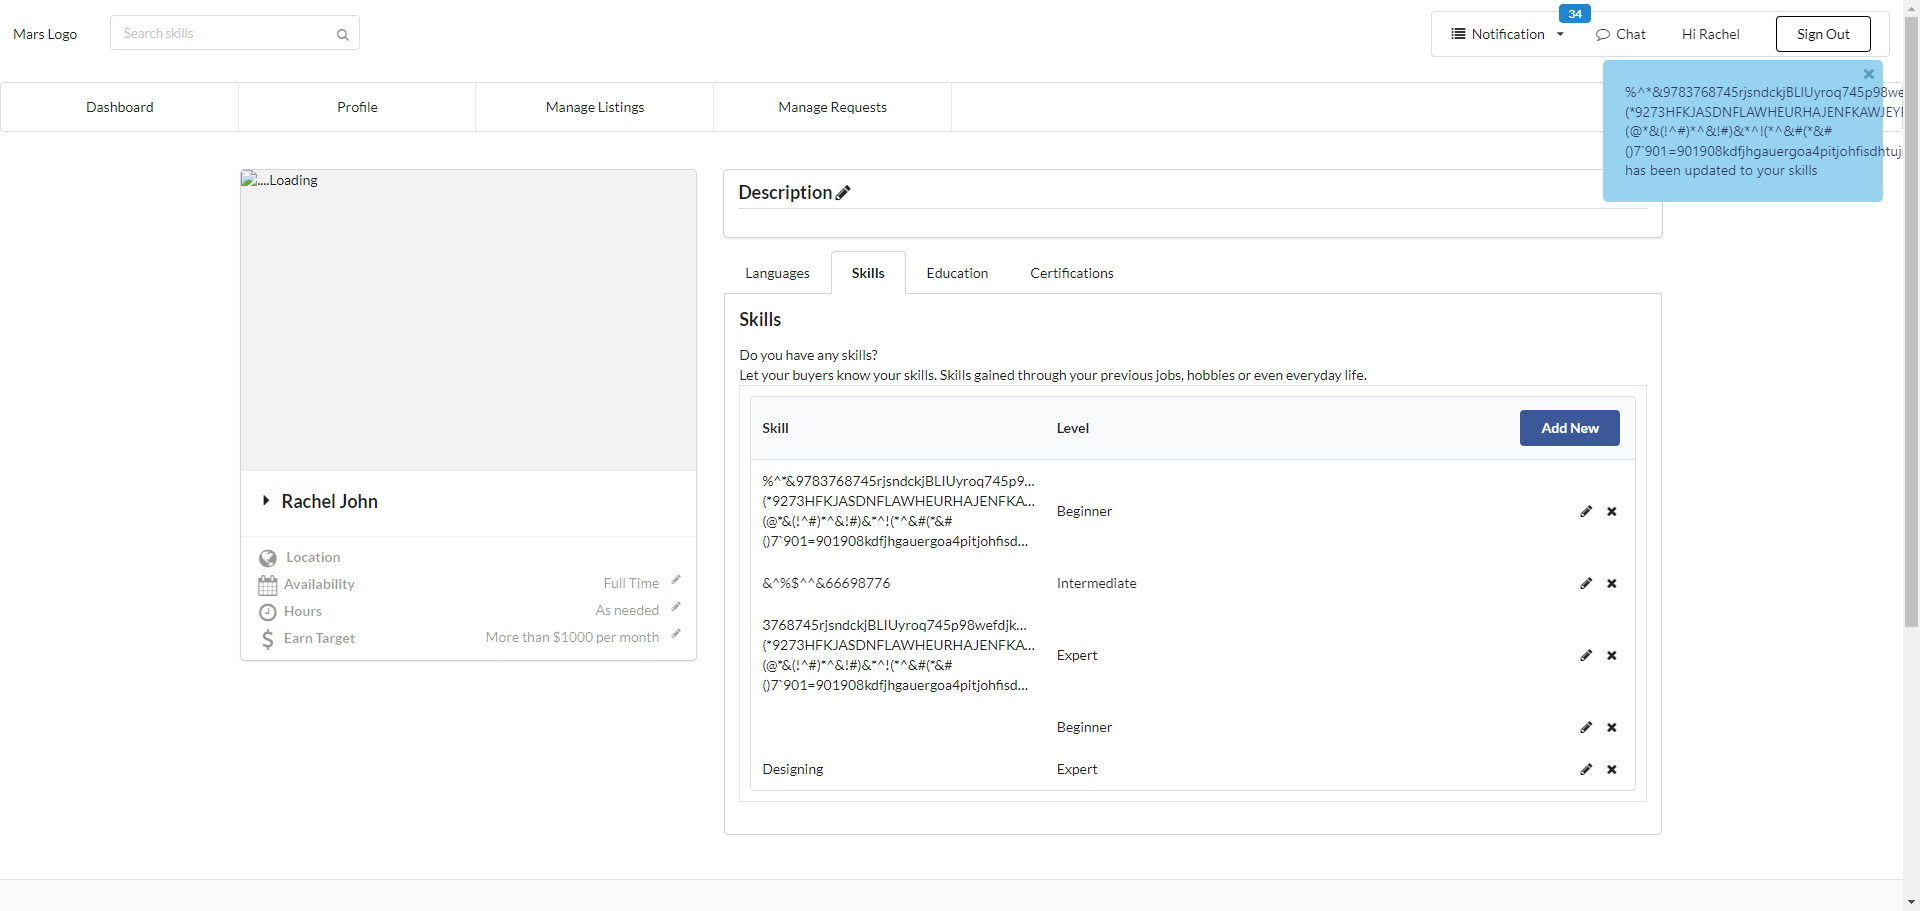 Mars Logo
Search skills
34
Notification
Chat
Hi Rachel
Sign Out
%^*&9783768745rjsndckjBLIUyroq745p98we
(*9273HFKJASDNFLAWHEURHAJENFKAWJEY
(@*&(!^#)*^&!#)&*^!(*^&#(*&#
()7`901=901908kdfjhgauergoa4pitjohfisdhtuj
has been updated to your skills
Dashboard
Profile
Manage Listings
Manage Requests
....Loading
Description
Languages
Skills
Education
Certifications
Skills
Do you have any skills?
Let your buyers know your skills. Skills gained through your previous jobs, hobbies or even everyday life.
Skill
Level
Add New
%^*&9783768745rjsndckjBLIUyroq745p9...
(*9273HFKJASDNFLAWHEURHAJENFKA...
(@*&(!^#)*^&!#)&*^!(*^&#(*&#
()7`901=901908kdfjhgauergoa4pitjohfisd...
Beginner
&^%$^^&66698776
Intermediate
3768745rjsndckjBLIUyroq745p98wefdjk...
(*9273HFKJASDNFLAWHEURHAJENFKA...
(@*&(!^#)*^&!#)&*^!(*^&#(*&#
()7`901=901908kdfjhgauergoa4pitjohfisd...
Expert
Beginner
Designing
Expert
Rachel John
Location
Availability
Full Time
Hours
As needed
Earn Target
More than $1000 per month